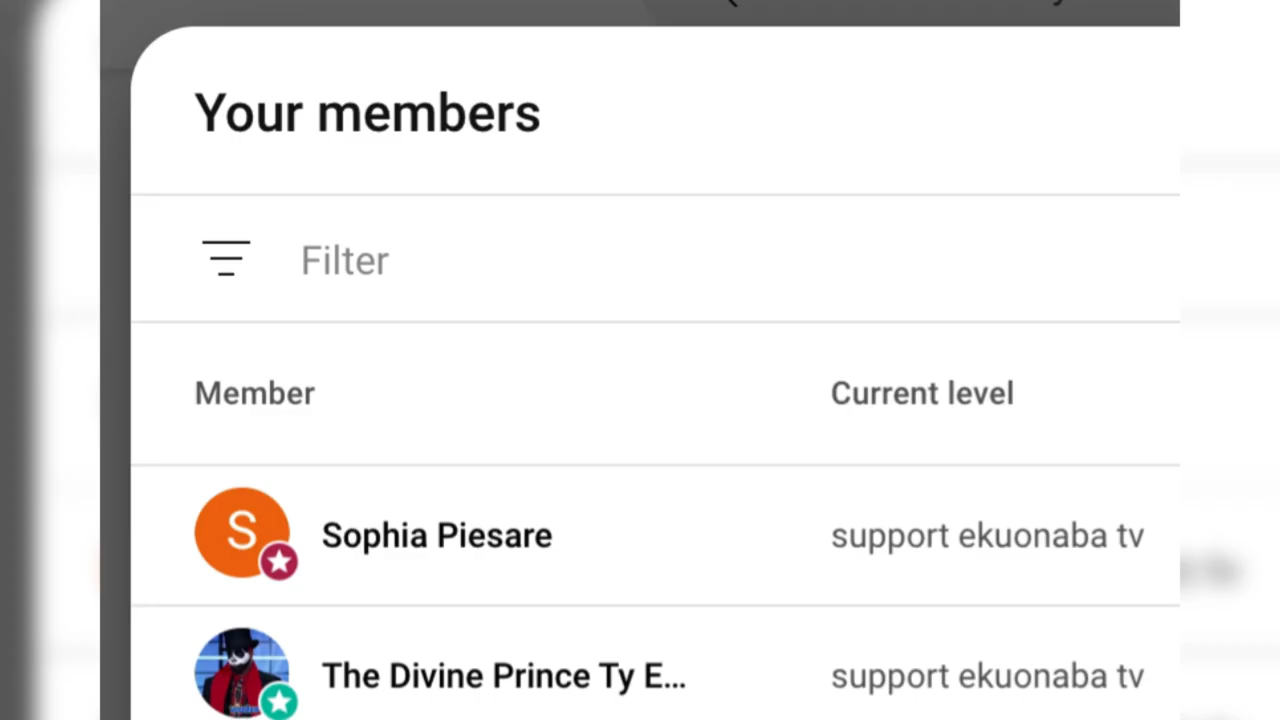 Your members
Filter
Member Current level
S Sophia Piesare support ekuonaba tv
The Divine Prince Ty E... support ekuonaba tv